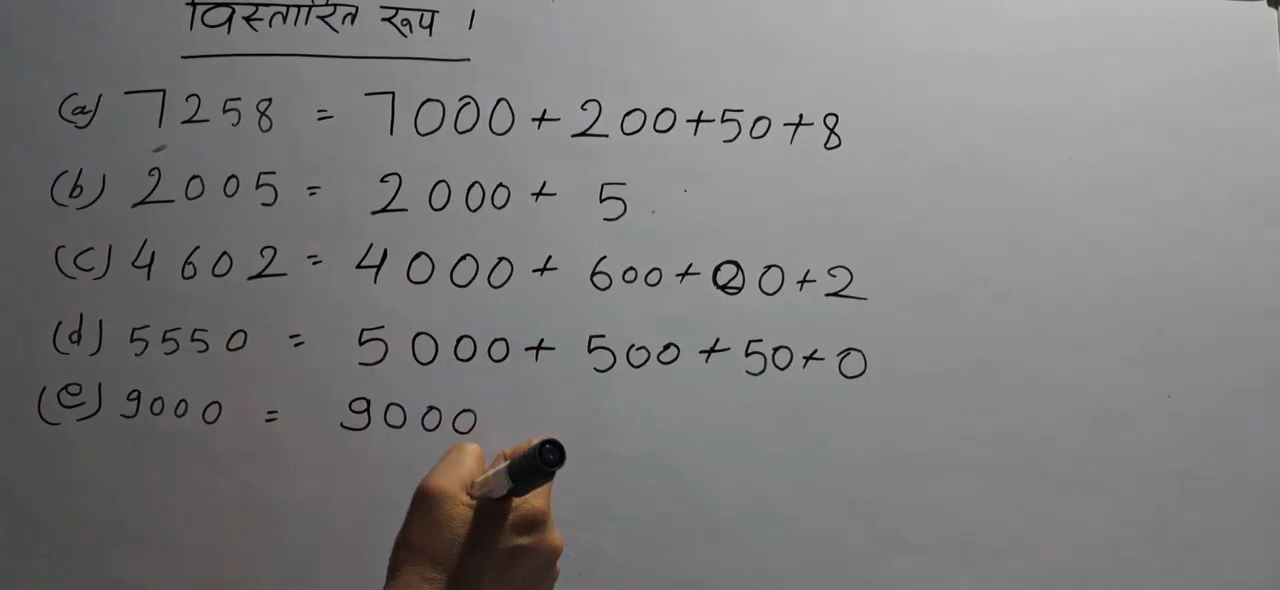 विस्तारित रूप ।
(a) 7258 = 7000 + 200 + 50 + 8
(b) 2005 = 2000 + 5
(c) 4602 = 4000 + 600 + 00 + 2
(d) 5550 = 5000 + 500 + 50 + 0
(e) 9000 = 9000